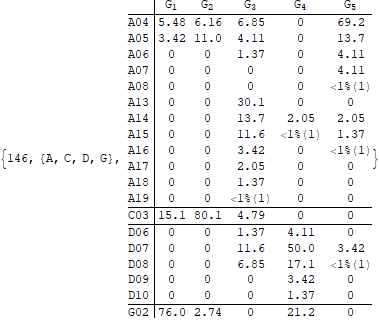 G1 G2 G3 G4 G5
A04 5.48 6.16 6.85 0 69.2
A05 3.42 11.0 4.11 0 13.7
A06 0 0 1.37 0 4.11
A07 0 0 0 0 4.11
A08 0 0 0 0 <1%(1)
A13 0 0 30.1 0 0
A14 0 0 13.7 2.05 2.05
A15 0 0 11.6 <1%(1) 1.37
A16 0 0 3.42 0 <1%(1)
{146, {A, C, D, G}, A17 0 0 2.05 0 0 }
A18 0 0 1.37 0 0
A19 0 0 <1%(1) 0 0
C03 15.1 80.1 4.79 0 0
D06 0 0 1.37 4.11 0
D07 0 0 11.6 50.0 3.42
D08 0 0 6.85 17.1 <1%(1)
D09 0 0 0 3.42 0
D10 0 0 0 1.37 0
G02 76.0 2.74 0 21.2 0